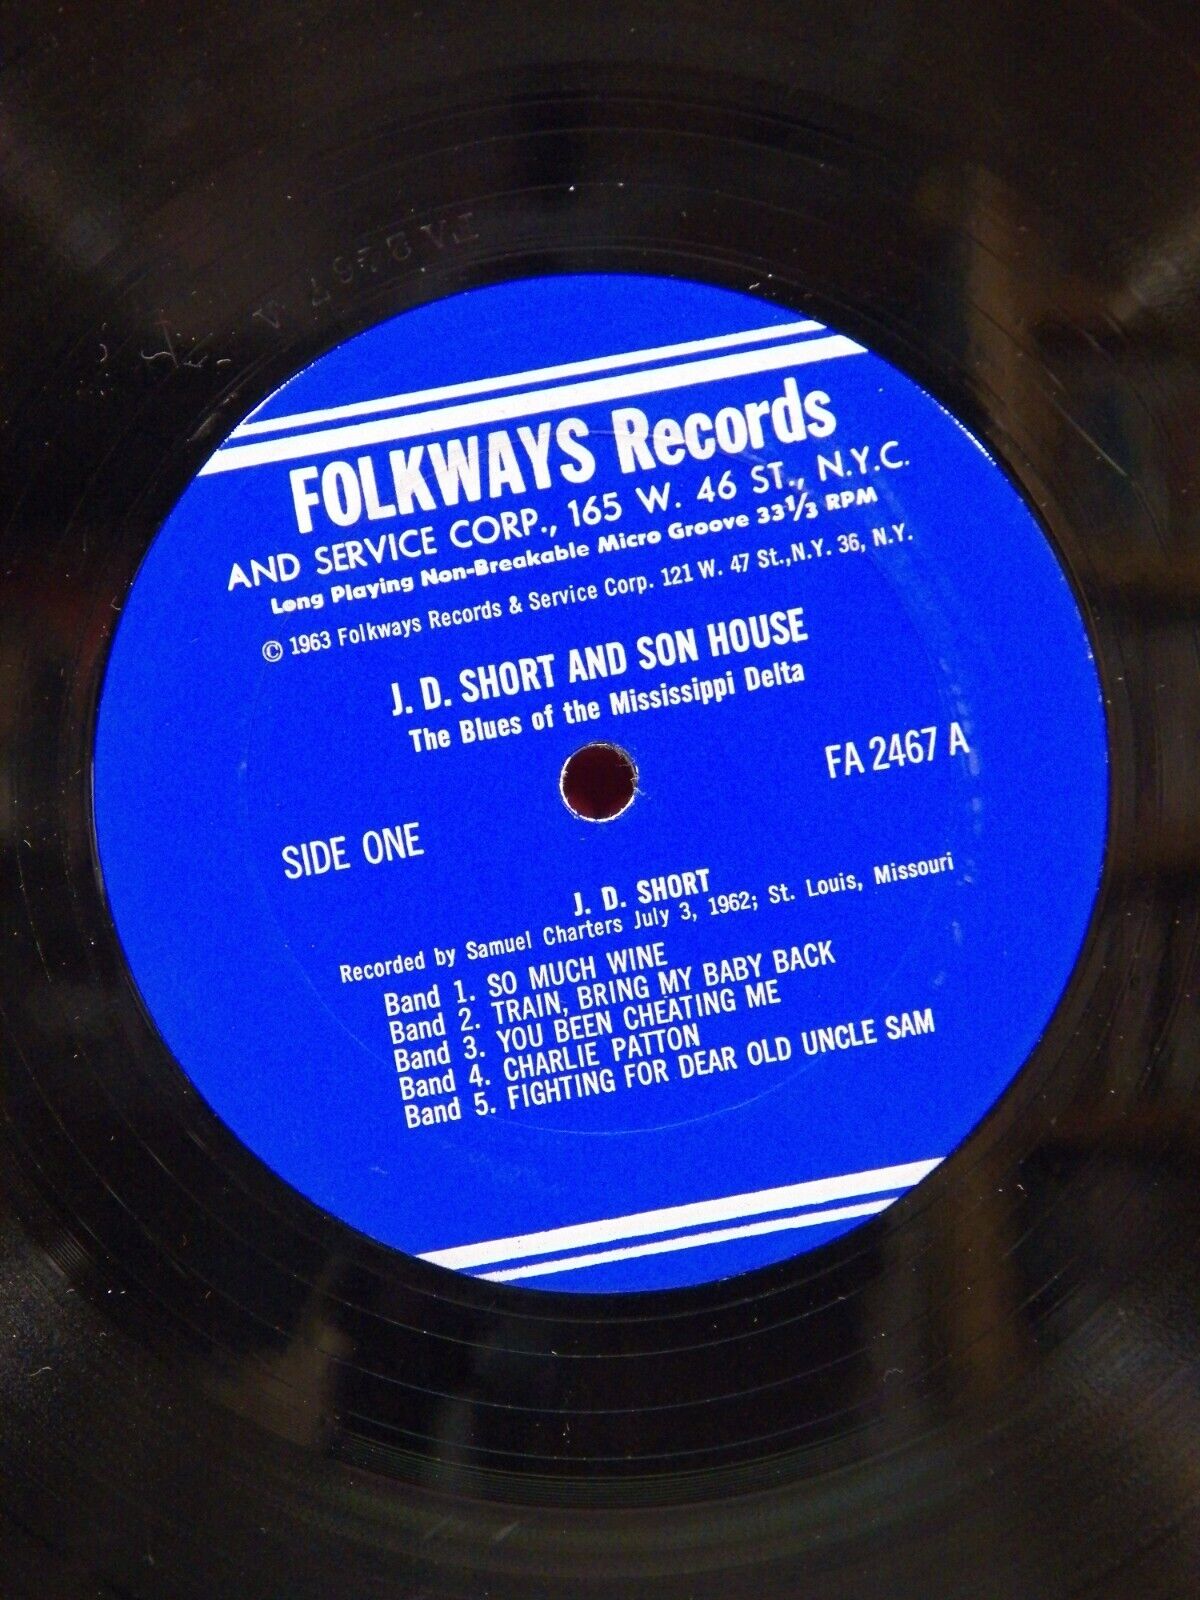 FA 2467 A
FOLKWAYS Records
AND SERVICE CORP., 165 W. 46 ST., N.Y.C.
Long Playing Non-Breakable Micro Groove 33⅓ RPM
© 1963 Folkways Records & Service Corp. 121 W. 47 St.,N.Y. 36, N.Y.
J. D. SHORT AND SON HOUSE
The Blues of the Mississippi Delta
FA 2467 A
SIDE ONE
J. D. SHORT
Recorded by Samuel Charters July 3, 1962; St. Louis, Missouri
Band 1. SO MUCH WINE
Band 2. TRAIN, BRING MY BABY BACK
Band 3. YOU BEEN CHEATING ME
Band 4. CHARLIE PATTON
Band 5. FIGHTING FOR DEAR OLD UNCLE SAM